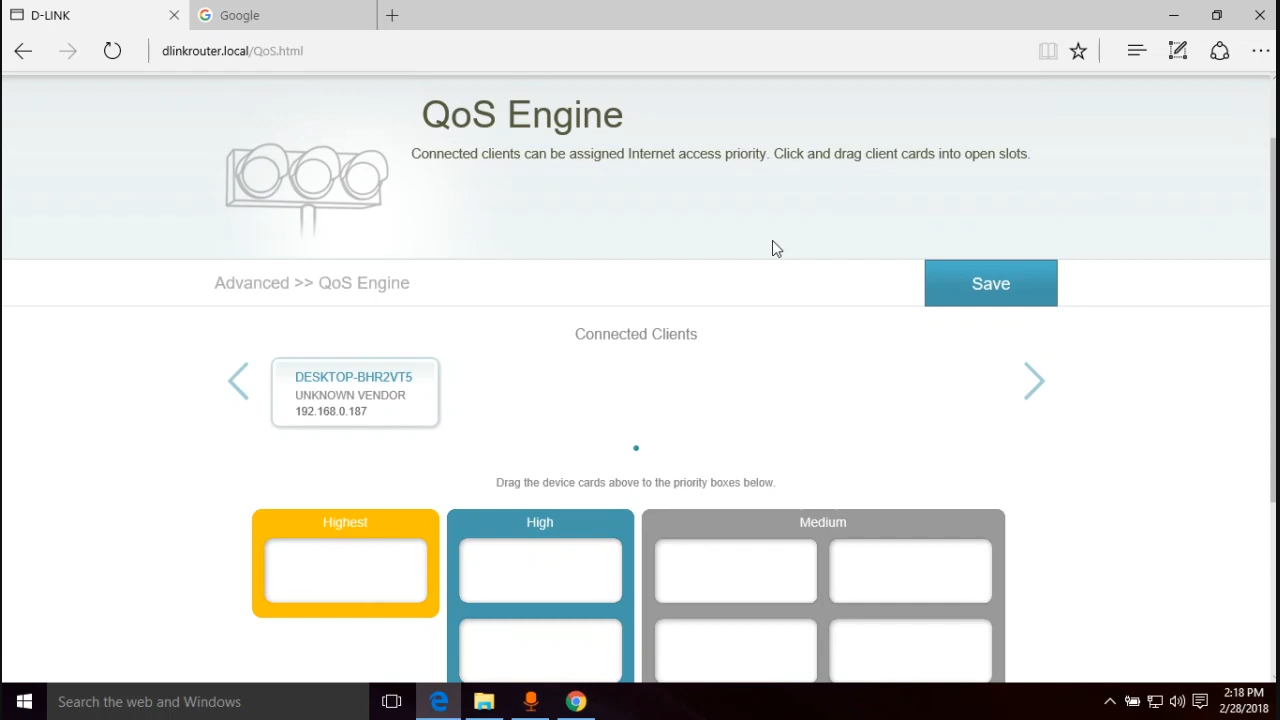 D-LINK
Google
dlinkrouter.local/QoS.html
QoS Engine
Connected clients can be assigned Internet access priority. Click and drag client cards into open slots.
Advanced >> QoS Engine
Save
Connected Clients
DESKTOP-BHR2VT5
UNKNOWN VENDOR
192.168.0.187
Drag the device cards above to the priority boxes below.
Highest
High
Medium
Search the web and Windows
2:18 PM
2/28/2018